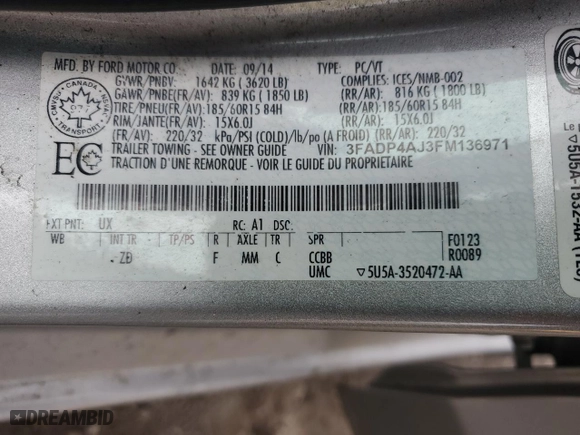 MFD. BY FORD MOTOR CO. DATE: 09/14 TYPE: PC/VT
GVWR/PNBV: 1642 KG ( 3620 LB)
GAWR/PNBE(FR/AV): 839 KG ( 1850 LB)
TIRE/PNEU(FR/AV):185/60R15 84H
RIM/JANTE(FR/AV): 15X6.0J
(FR/AV): 220/32 kPa/PSI (COLD)/lb/po (A FROID) (RR/AR): 220/32
COMPLIES: ICES/NMB-002
(RR/AR): 816 KG ( 1800 LB)
(RR/AR): 185/60R15 84H
(RR/AR): 15X6.0J
CANADA
TRANSPORT
EC
TRAILER TOWING - SEE OWNER GUIDE VIN: 3FADP4AJ3FM136971
TRACTION D'UNE REMORQUE - VOIR LE GUIDE DU PROPRIETAIRE
EXT PNT: UX RC: A1 DSC:
WB INT TR TP/PS R AXLE TR SPR F0123
R0089
ZD F MM C CCBB
UMC ▽5U5A-3520472-AA
Le
DREAMBID